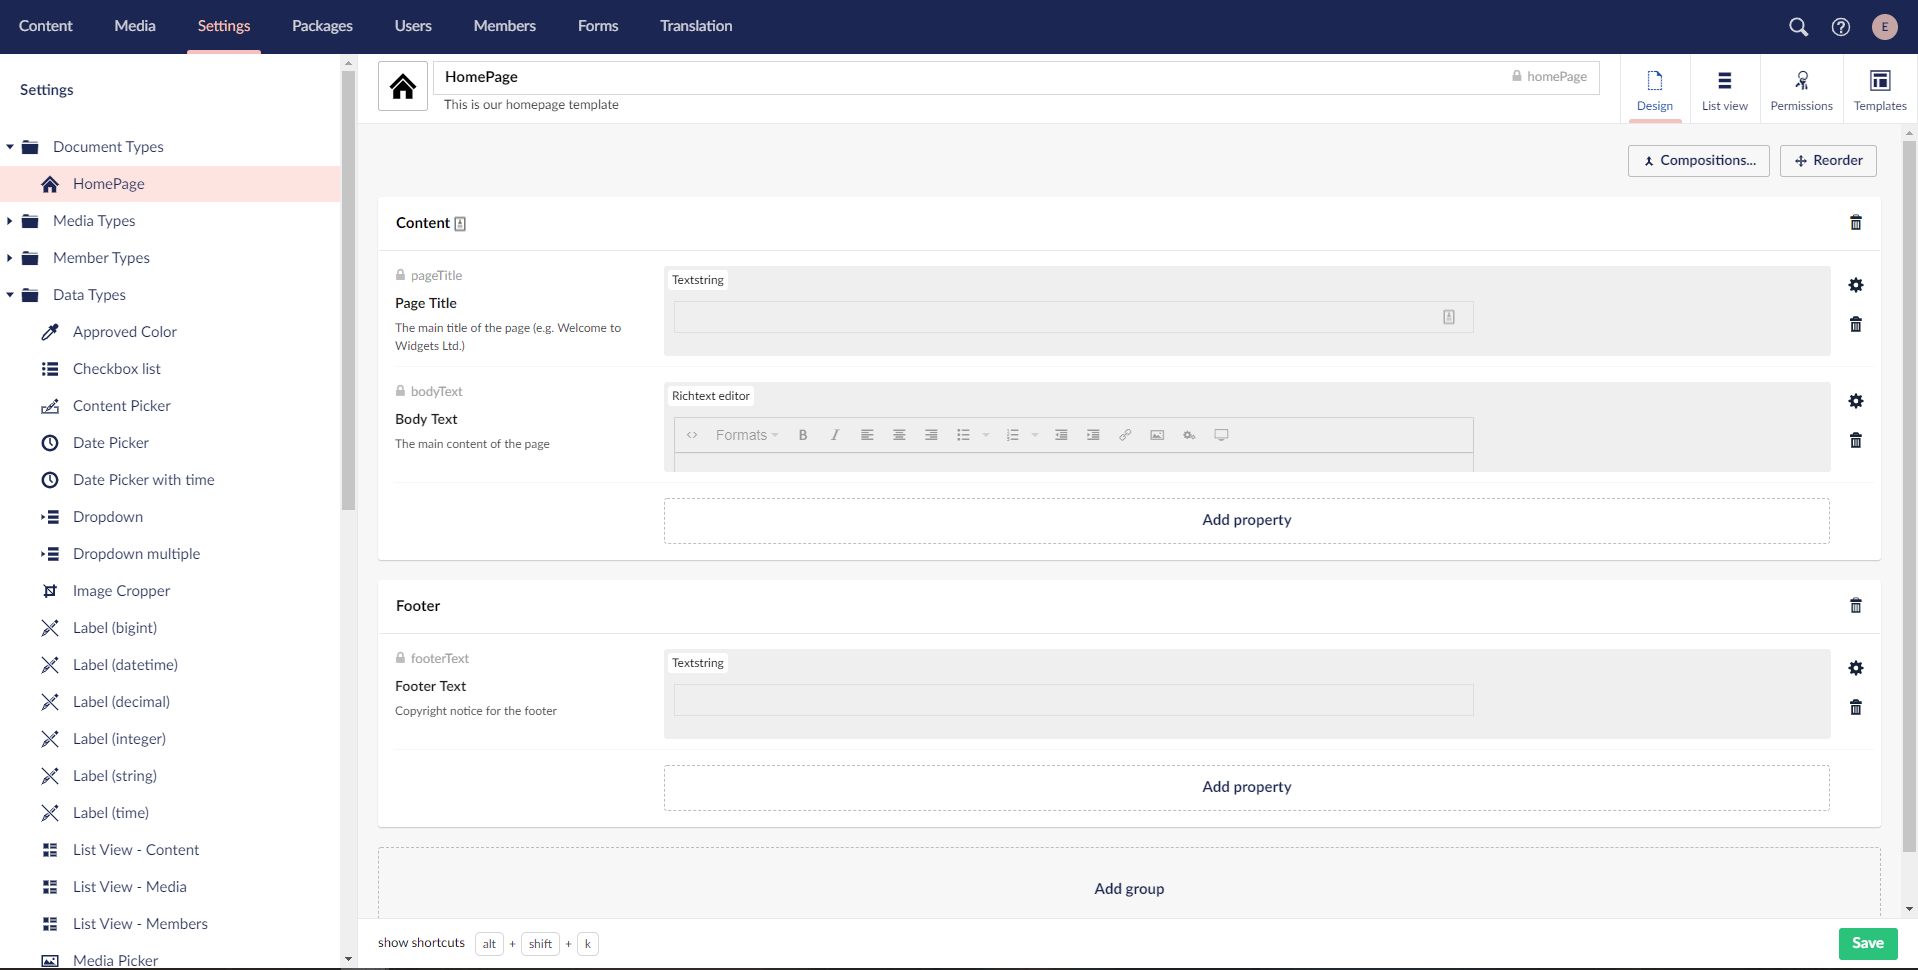 Content Media Settings Packages Users Members Forms Translation E
Settings
Document Types
HomePage
Media Types
Member Types
Data Types
Approved Color
Checkbox list
Content Picker
Date Picker
Date Picker with time
Dropdown
Dropdown multiple
Image Cropper
Label (bigint)
Label (datetime)
Label (decimal)
Label (integer)
Label (string)
Label (time)
List View - Content
List View - Media
List View - Members
Media Picker
HomePage homePage
This is our homepage template
Design List view Permissions Templates
Compositions... Reorder
Content
pageTitle
Page Title
The main title of the page (e.g. Welcome to
Widgets Ltd.)
Textstring
bodyText
Body Text
The main content of the page
Richtext editor
Formats B I
Add property
Footer
footerText
Footer Text
Copyright notice for the footer
Textstring
Add property
Add group
show shortcuts alt + shift + k
Save